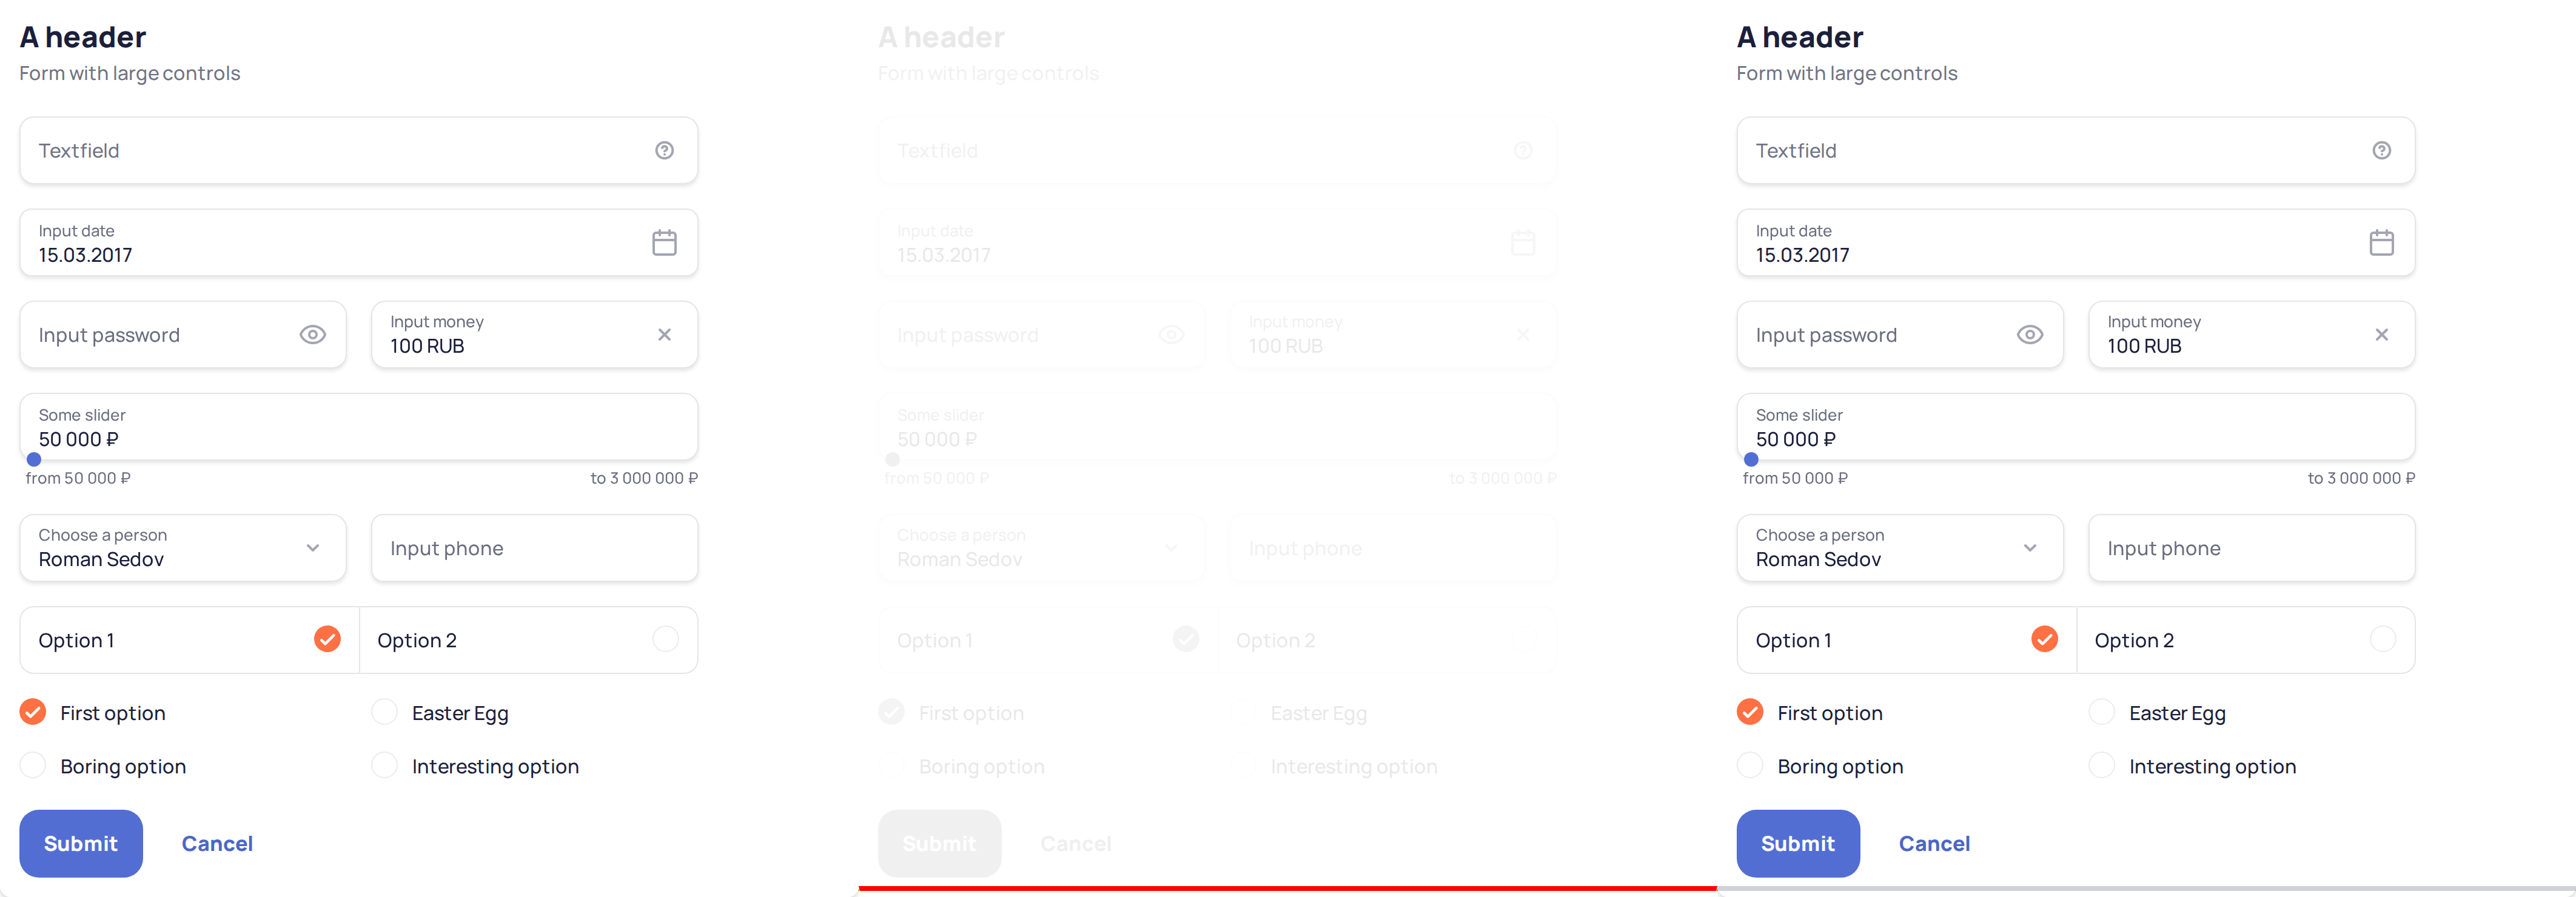 A header
Form with large controls
Textfield
Input date
15.03.2017
Input password
Input money
100 RUB
Some slider
50 000 ₽
from 50 000 ₽
to 3 000 000 ₽
Choose a person
Roman Sedov
Input phone
Option 1
Option 2
First option
Easter Egg
Boring option
Interesting option
Submit
Cancel
A header
Form with large controls
Textfield
Input date
15.03.2017
Input password
Input money
100 RUB
Some slider
50 000 ₽
from 50 000 ₽
to 3 000 000 ₽
Choose a person
Roman Sedov
Input phone
Option 1
Option 2
First option
Easter Egg
Boring option
Interesting option
Submit
Cancel
A header
Form with large controls
Textfield
Input date
15.03.2017
Input password
Input money
100 RUB
Some slider
50 000 ₽
from 50 000 ₽
to 3 000 000 ₽
Choose a person
Roman Sedov
Input phone
Option 1
Option 2
First option
Easter Egg
Boring option
Interesting option
Submit
Cancel